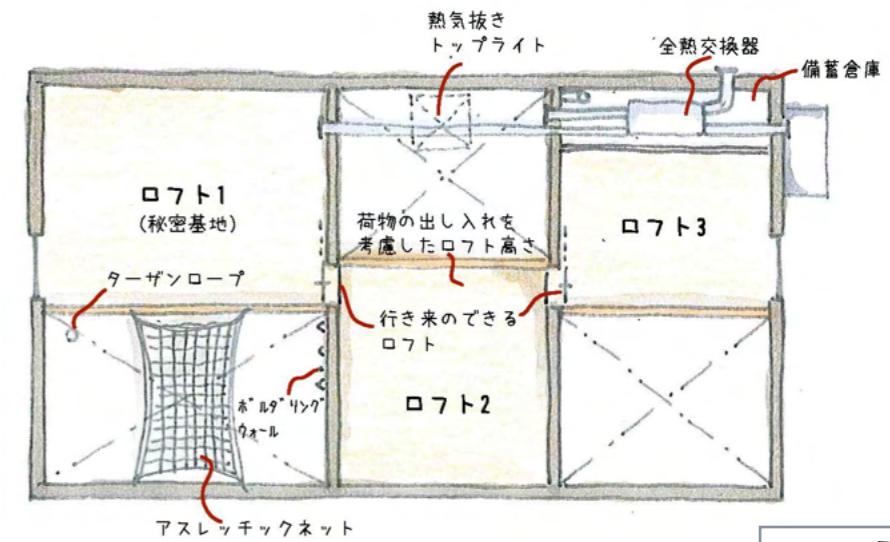 熱気抜き
トップライト
全熱交換器
備蓄倉庫
ロフト1
(秘密基地)
荷物の出し入れを
考慮したロフト高さ
ロフト3
ターザンロープ
行き来のできる
ロフト
ボルダリング
ウォール
ロフト2
アスレッチックネット